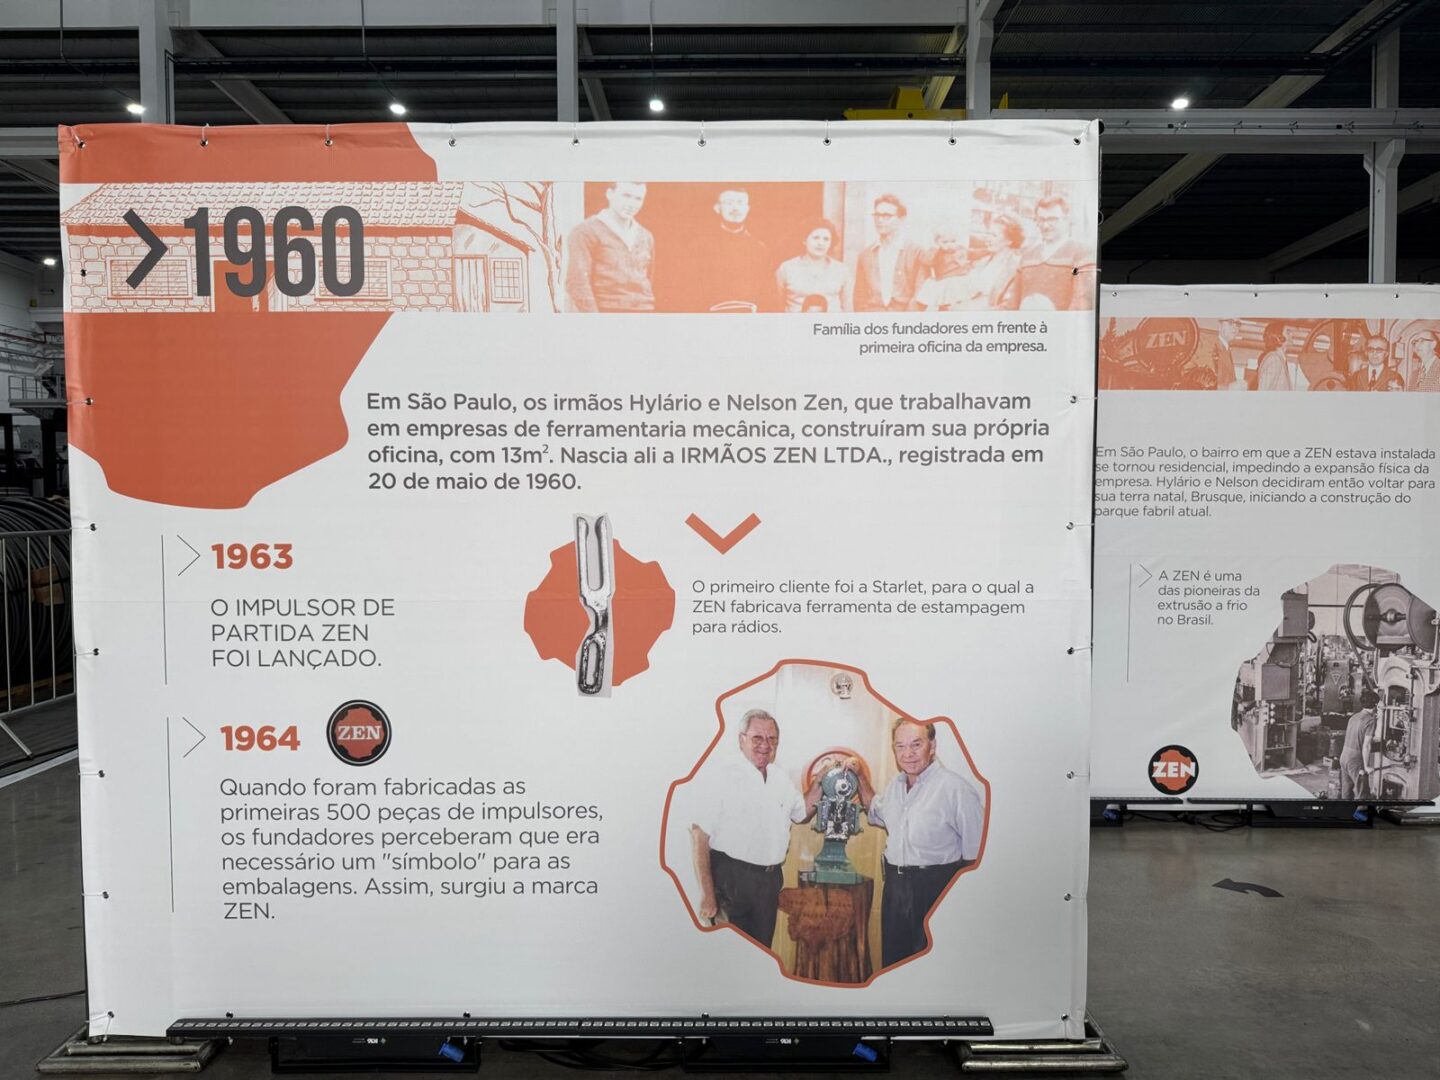 >1960
Família dos fundadores em frente à
primeira oficina da empresa.
Em São Paulo, os irmãos Hylário e Nelson Zen, que trabalhavam
em empresas de ferramentaria mecânica, construíram sua própria
oficina, com 13m². Nascia ali a IRMÃOS ZEN LTDA., registrada em
20 de maio de 1960.
1963
O IMPULSOR DE
PARTIDA ZEN
FOI LANÇADO.
O primeiro cliente foi a Starlet, para o qual a
ZEN fabricava ferramenta de estampagem
para rádios.
1964
ZEN
Quando foram fabricadas as
primeiras 500 peças de impulsores,
os fundadores perceberam que era
necessário um "símbolo" para as
embalagens. Assim, surgiu a marca
ZEN.
ZEN
Em São Paulo, o bairro em que a ZEN estava instalada
se tornou residencial, impedindo a expansão física da
empresa. Hylário e Nelson decidiram então voltar para
sua terra natal, Brusque, iniciando a construção do
parque fabril atual.
A ZEN é uma
das pioneiras da
extrusão a frio
no Brasil.
ZEN